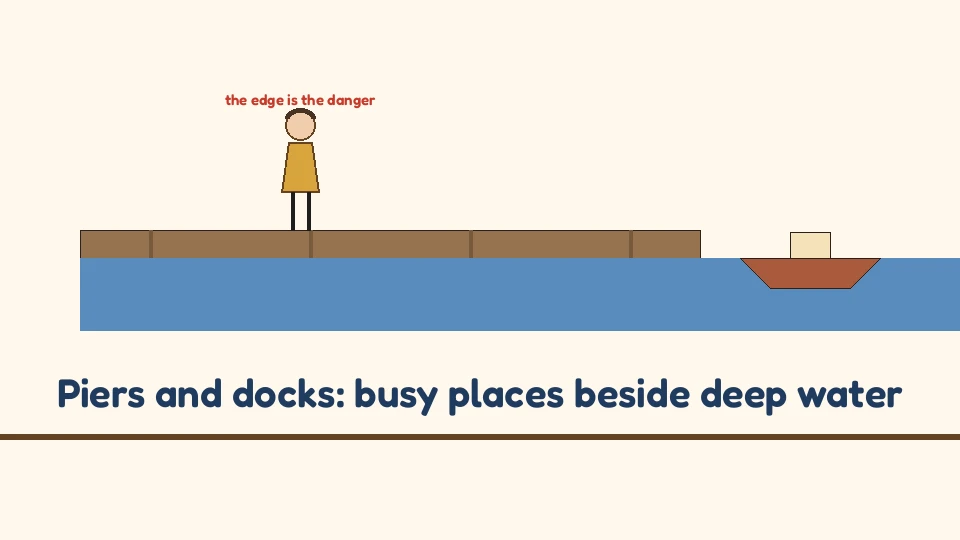 the edge is the danger
Piers and docks: busy places beside deep water